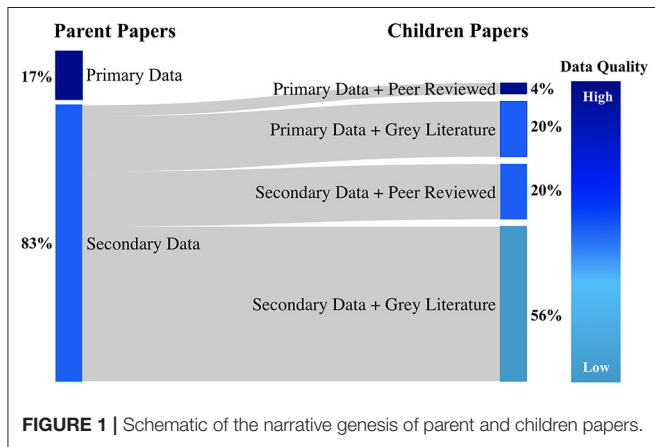 Parent Papers
Children Papers
Data Quality
17%
Primary Data
Primary Data + Peer Reviewed
4%
High
Primary Data + Grey Literature
20%
Secondary Data + Peer Reviewed
20%
83%
Secondary Data
Secondary Data + Grey Literature
56%
Low
FIGURE 1 | Schematic of the narrative genesis of parent and children papers.